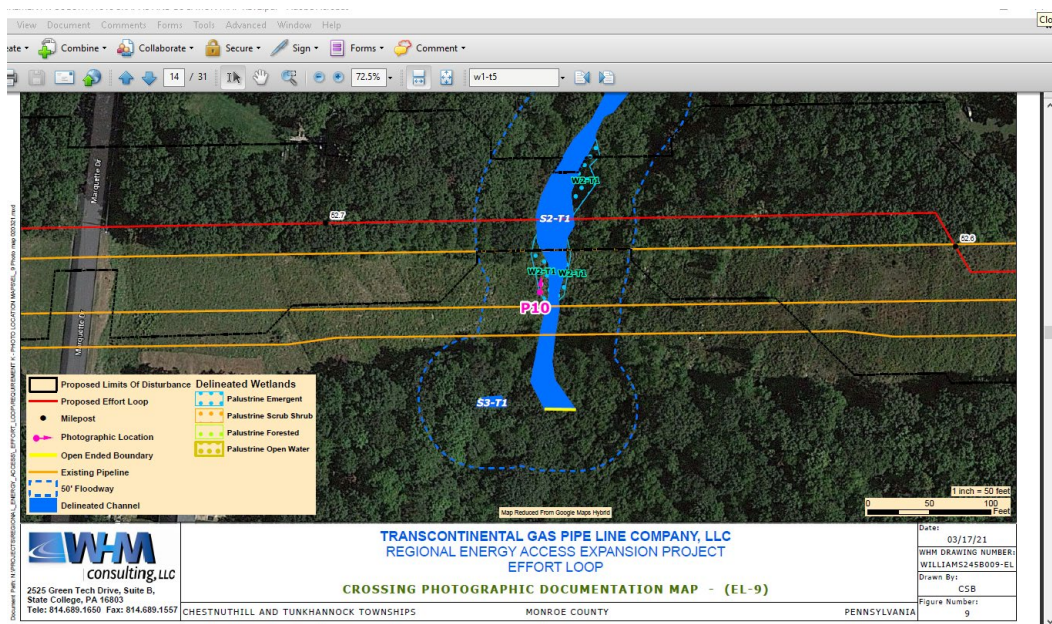 View Document Comments Forms Tools Advanced Window Help
Clo
Combine Collaborate Secure Sign Forms Comment
14 / 31 72.5% w1-t5
Marquette Dr
52.7
W2-T1
S2-T1
52.6
W2-T1 W2-T1
P10
Marquette Dr
S3-T1
Proposed Limits Of Disturbance
Proposed Effort Loop
Milepost
Photographic Location
Open Ended Boundary
Existing Pipeline
50' Floodway
Delineated Channel
Delineated Wetlands
Palustrine Emergent
Palustrine Scrub Shrub
Palustrine Forested
Palustrine Open Water
Map Reduced From Google Maps Hybrid
1 inch = 50 feet
0 50 100
Feet
WHM
consulting, LLC
2525 Green Tech Drive, Suite B,
State College, PA 16803
Tele: 814.689.1650 Fax: 814.689.1557
TRANSCONTINENTAL GAS PIPE LINE COMPANY, LLC
REGIONAL ENERGY ACCESS EXPANSION PROJECT
EFFORT LOOP
CROSSING PHOTOGRAPHIC DOCUMENTATION MAP - (EL-9)
CHESTNUTHILL AND TUNKHANNOCK TOWNSHIPS MONROE COUNTY PENNSYLVANIA
Date:
03/17/21
WHM DRAWING NUMBER:
WILLIAMS245B009-EL
Drawn By:
CSB
Figure Number:
9